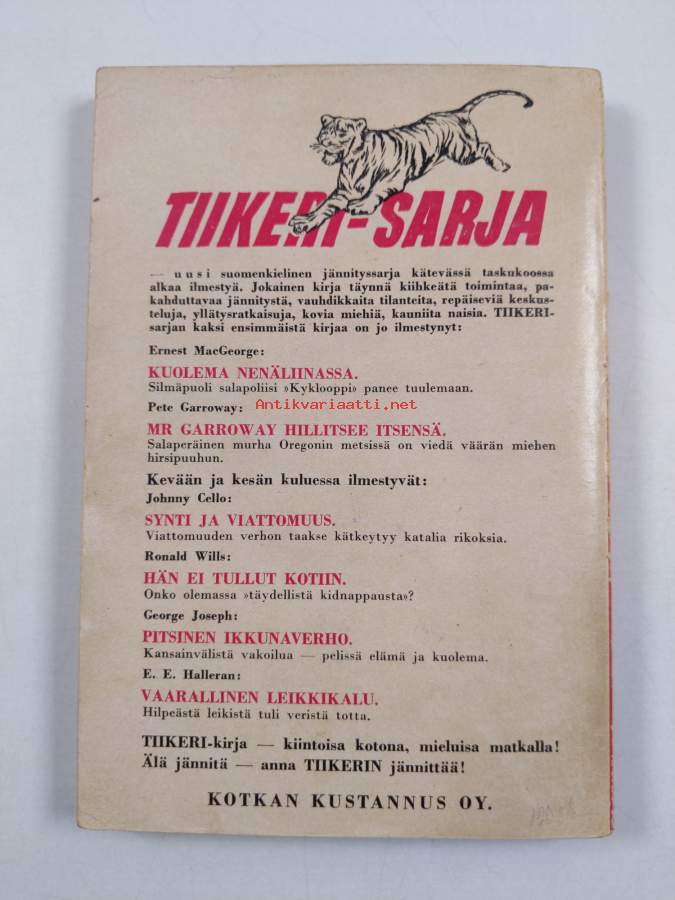 TIIKERI-SARJA
— uusi suomenkielinen jännityssarja kätevässä taskukoossa
alkaa ilmestyä. Jokainen kirja täynnä kiihkeätä toimintaa, pa-
kahduttavaa jännitystä, vauhdikkaita tilanteita, repäiseviä keskus-
teluja, yllätysratkaisuja, kovia miehiä, kauniita naisia. TIIKERI-
sarjan kaksi ensimmäistä kirjaa on jo ilmestynyt:
Ernest MacGeorge:
KUOLEMA NENÄLIINASSA.
Silmäpuoli salapoliisi »Kyklooppi» panee tuulemaan.
Pete Garroway:
Antikvariaatti.net
MR GARROWAY HILLITSEE ITSENSÄ.
Salaperäinen murha Oregonin metsissä on viedä väärän miehen
hirsipuuhun.
Kevään ja kesän kuluessa ilmestyvät:
Johnny Cello:
SYNTI JA VIATTOMUUS.
Viattomuuden verhon taakse kätkeytyy katalia rikoksia.
Ronald Wills:
HÄN EI TULLUT KOTIIN.
Onko olemassa »täydellistä kidnappausta»?
George Joseph:
PITSINEN IKKUNAVERHO.
Kansainvälistä vakoilua — pelissä elämä ja kuolema.
E. E. Halleran:
VAARALLINEN LEIKKIKALU.
Hilpeästä leikistä tuli veristä totta.
TIIKERI-kirja — kiintoisa kotona, mieluisa matkalla!
Älä jännitä — anna TIIKERIN jännittää!
KOTKAN KUSTANNUS OY.